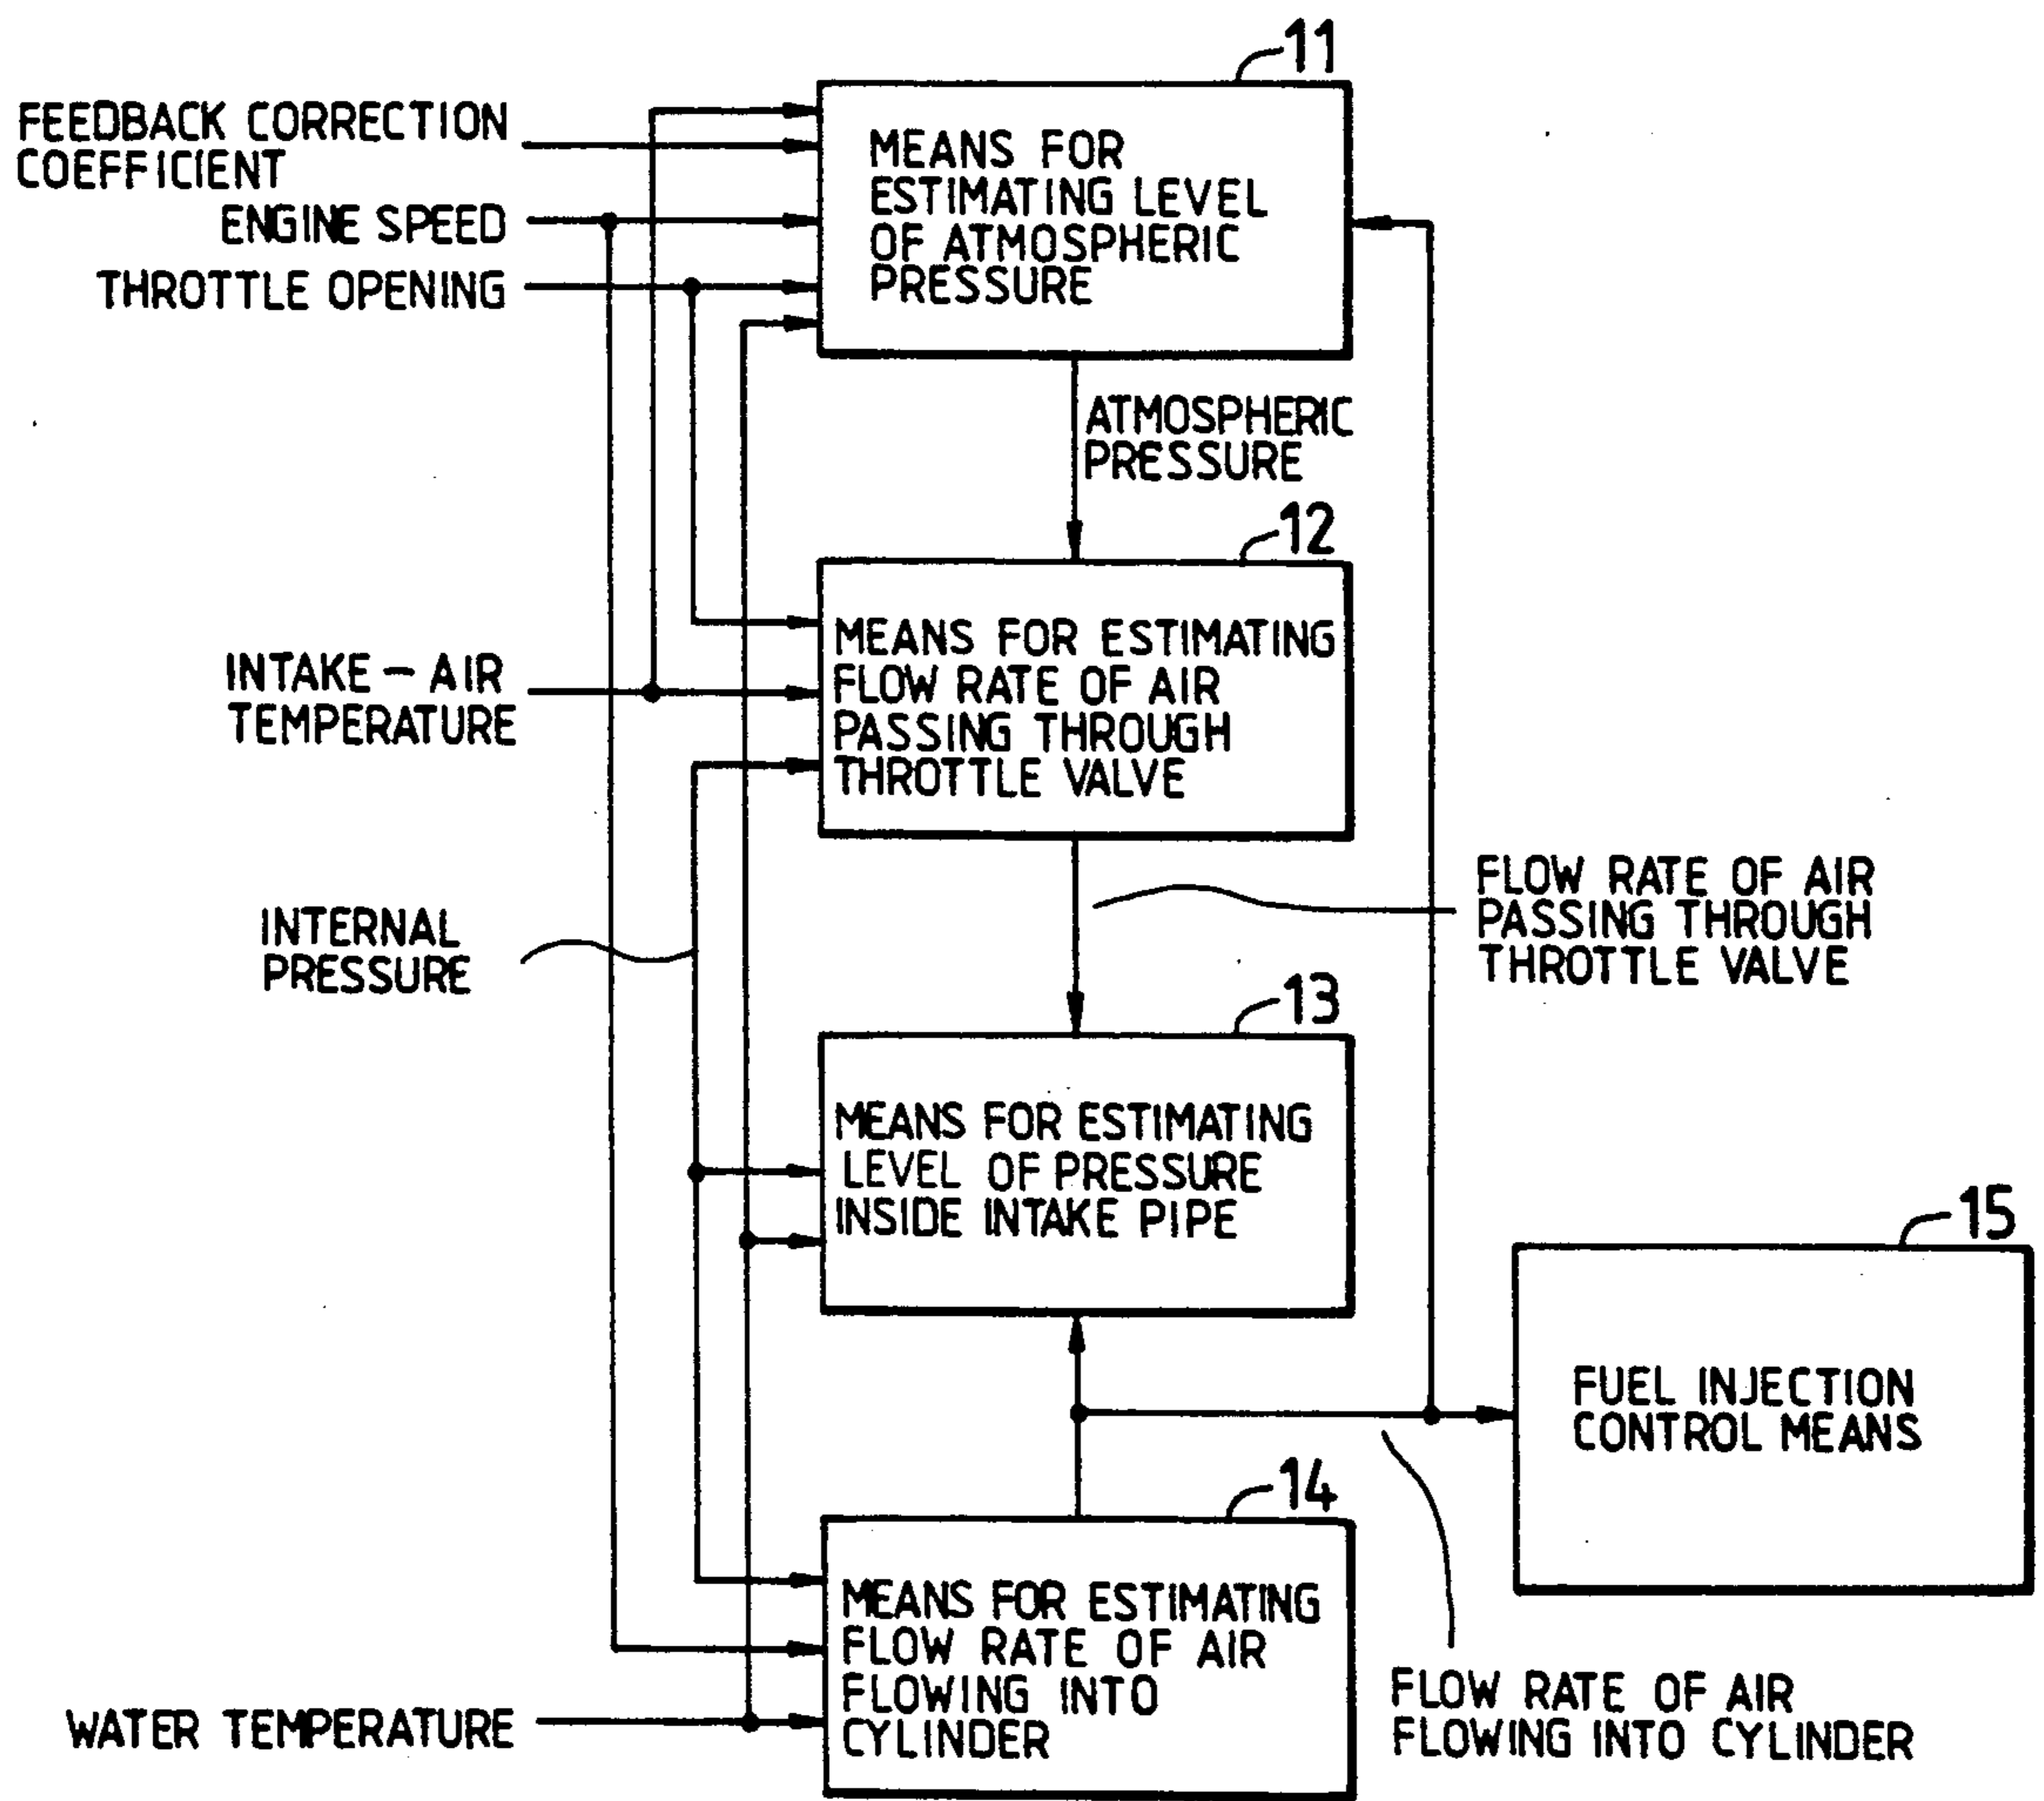 11
FEEDBACK CORRECTION
COEFFICIENT
ENGINE SPEED
THROTTLE OPENING
MEANS FOR
ESTIMATING LEVEL
OF ATMOSPHERIC
PRESSURE
ATMOSPHERIC
PRESSURE
12
INTAKE – AIR
TEMPERATURE
MEANS FOR ESTIMATING
FLOW RATE OF AIR
PASSING THROUGH
THROTTLE VALVE
INTERNAL
PRESSURE
FLOW RATE OF AIR
PASSING THROUGH
THROTTLE VALVE
13
MEANS FOR ESTIMATING
LEVEL OF PRESSURE
INSIDE INTAKE PIPE
15
FUEL INJECTION
CONTROL MEANS
14
MEANS FOR ESTIMATING
FLOW RATE OF AIR
FLOWING INTO
CYLINDER
WATER TEMPERATURE
FLOW RATE OF AIR
FLOWING INTO CYLINDER